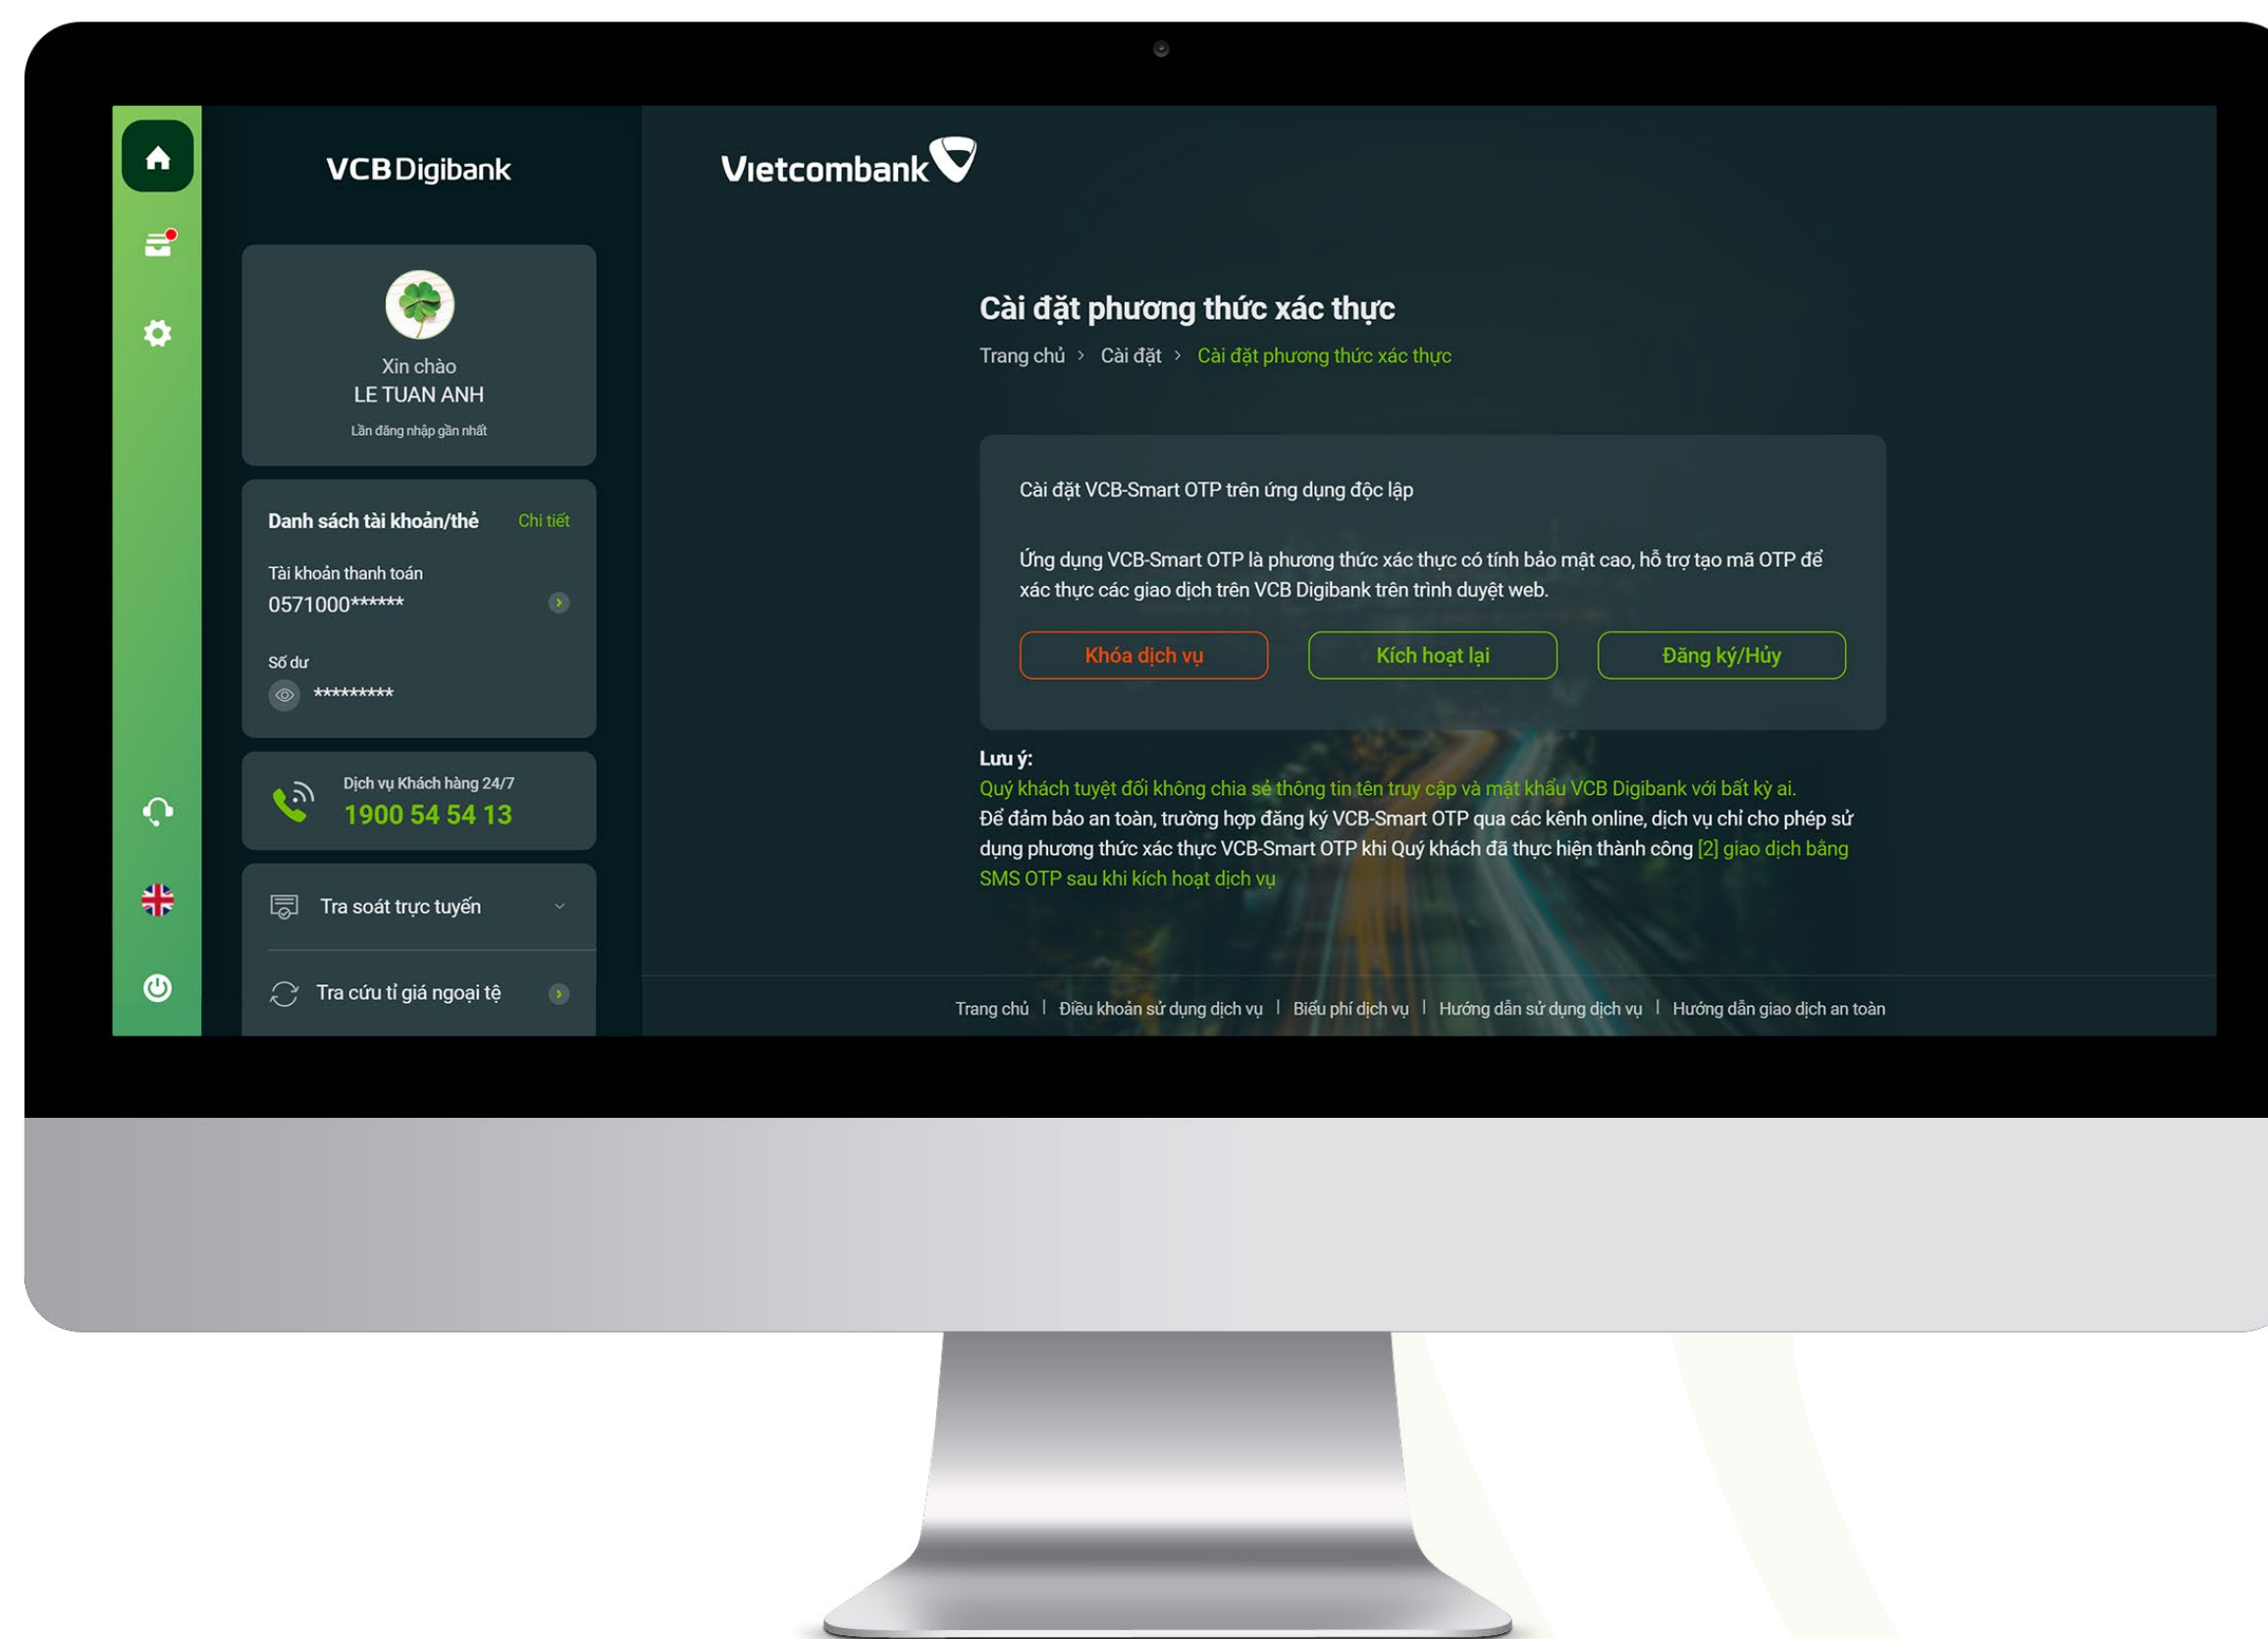 VCB Digibank
Xin chào
LE TUAN ANH
Lần đăng nhập gần nhất
Danh sách tài khoản/thẻ Chi tiết
Tài khoản thanh toán
0571000******
Số dư
*********
Dịch vụ Khách hàng 24/7
1900 54 54 13
Tra soát trực tuyến
Tra cứu tỉ giá ngoại tệ
Vietcombank
Cài đặt phương thức xác thực
Trang chủ > Cài đặt > Cài đặt phương thức xác thực
Cài đặt VCB-Smart OTP trên ứng dụng độc lập
Ứng dụng VCB-Smart OTP là phương thức xác thực có tính bảo mật cao, hỗ trợ tạo mã OTP để
xác thực các giao dịch trên VCB Digibank trên trình duyệt web.
Khóa dịch vụ Kích hoạt lại Đăng ký/Hủy
Lưu ý:
Quý khách tuyệt đối không chia sẻ thông tin tên truy cập và mật khẩu VCB Digibank với bất kỳ ai.
Để đảm bảo an toàn, trường hợp đăng ký VCB-Smart OTP qua các kênh online, dịch vụ chỉ cho phép sử
dụng phương thức xác thực VCB-Smart OTP khi Quý khách đã thực hiện thành công [2] giao dịch bằng
SMS OTP sau khi kích hoạt dịch vụ
Trang chủ | Điều khoản sử dụng dịch vụ | Biểu phí dịch vụ | Hướng dẫn sử dụng dịch vụ | Hướng dẫn giao dịch an toàn